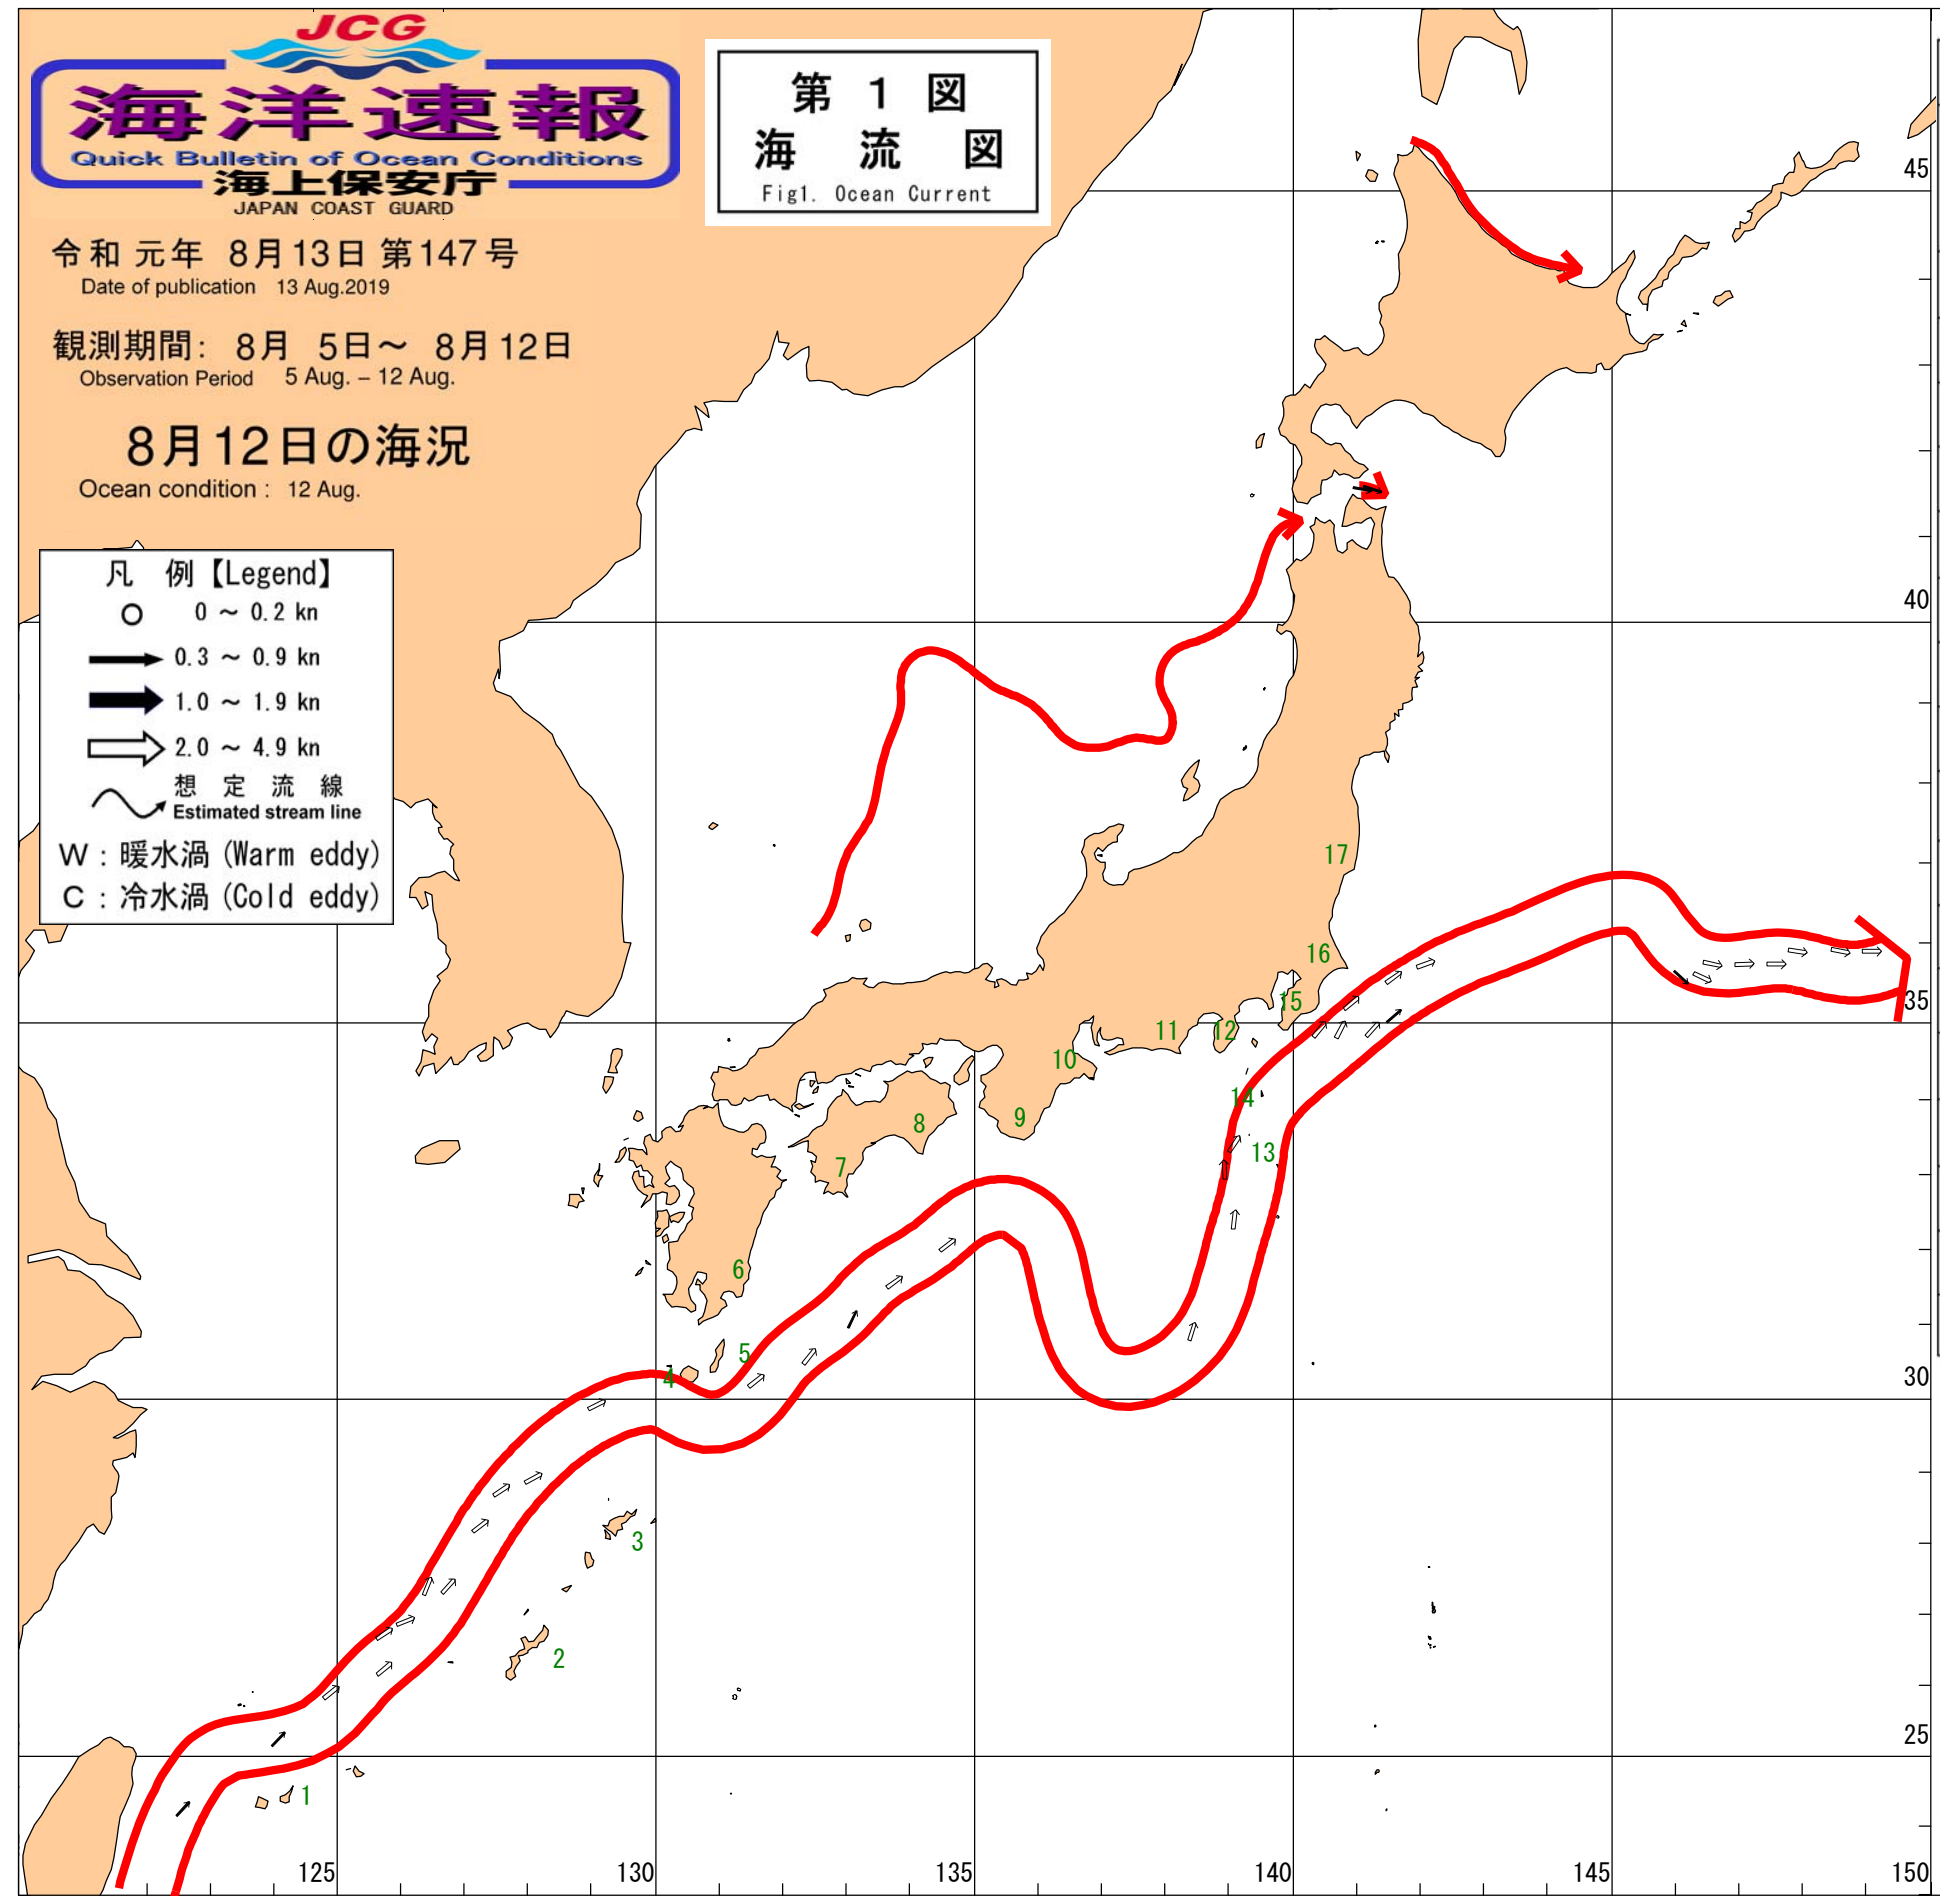 JCG
海洋速報
Quick Bulletin of Ocean Conditions
海上保安庁
JAPAN COAST GUARD
第 1 図
海 流 図
Fig1. Ocean Current
令和 元年 8月13日 第147号
Date of publication 13 Aug.2019
観測期間: 8月 5日～ 8月12日
Observation Period 5 Aug. – 12 Aug.
8月12日の海況
Ocean condition : 12 Aug.
凡 例【Legend】
0 ～ 0.2 kn
0.3 ～ 0.9 kn
1.0 ～ 1.9 kn
2.0 ～ 4.9 kn
想 定 流 線
Estimated stream line
W : 暖水渦 (Warm eddy)
C : 冷水渦 (Cold eddy)
45
40
35
30
25
17
16
15
11
12
10
14
9
8
13
7
6
5
4
3
2
1
125
130
135
140
145
150